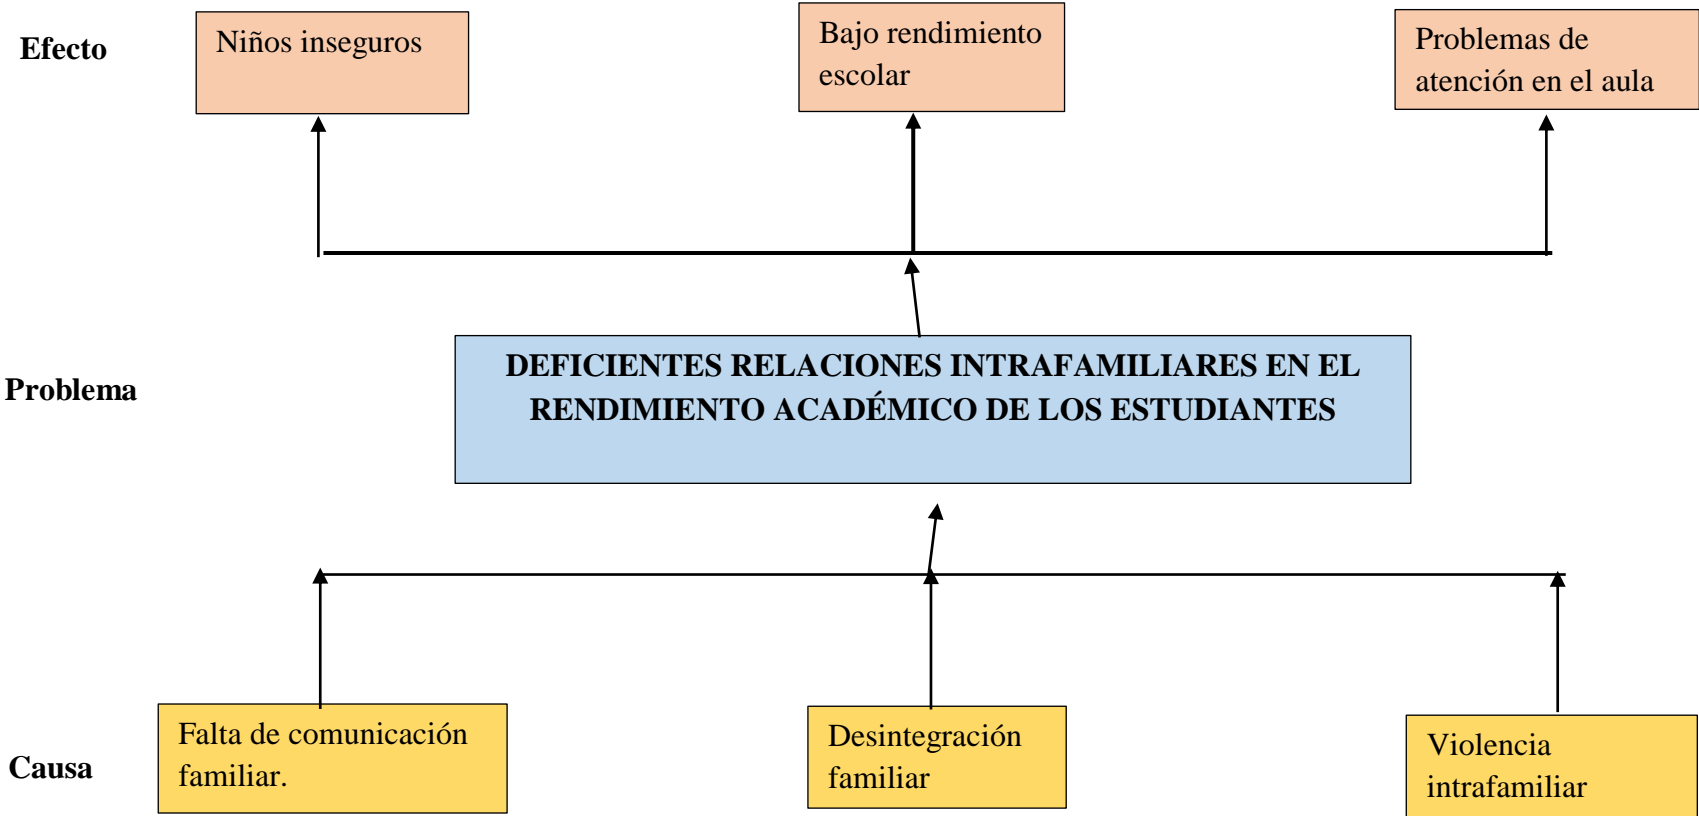 Efecto
Niños inseguros
Bajo rendimiento
escolar
Problemas de
atención en el aula
Problema
DEFICIENTES RELACIONES INTRAFAMILIARES EN EL
RENDIMIENTO ACADÉMICO DE LOS ESTUDIANTES
Causa
Falta de comunicación
familiar.
Desintegración
familiar
Violencia
intrafamiliar